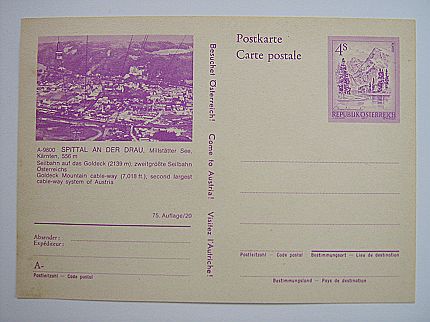 Postkarte
Carte postale
4 S
REPUBLIK ÖSTERREICH
Besuchet Österreich! Come to Austria! Visitez l'Autriche!
A-9800 SPITTAL AN DER DRAU, Millstätter See,
Kärnten, 556 m
Seilbahn auf das Goldeck (2139 m), zweitgrößte Seilbahn
Österreichs
Goldeck Mountain cable-way (7,018 ft.), second largest
cable-way system of Austria
75. Auflage/20
Absender:
Expéditeur:
A-
Postleitzahl — Code postal
Postleitzahl — Code postal Bestimmungsort — Lieu de destination
Bestimmungsland — Pays de destination